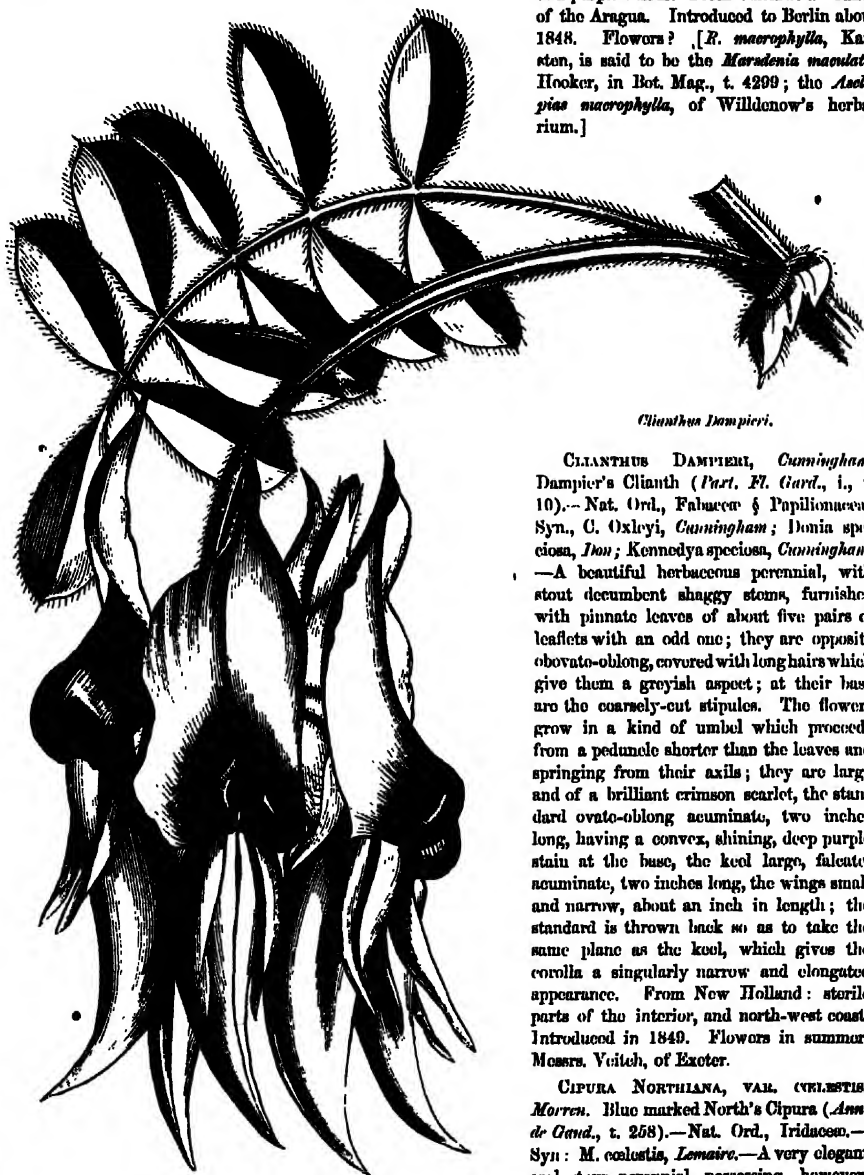 of the Aragua. Introduced to Berlin abou
1848. Flowers? [R. macrophylla, Kar
sten, is said to be the Marsdenia maculat
Hooker, in Bot. Mag., t. 4299; the Ascle
pias macrophylla, of Willdenow's herba
rium.]
Clianthus Dampieri.
CLIANTHUS DAMPIERI, Cunningham
Dampier's Clianth (Paxt. Fl. Gard., i., t
10).—Nat. Ord., Fabaceæ § Papilionaceæ
Syn., C. Oxleyi, Cunningham; Donia spe
ciosa, Don; Kennedya speciosa, Cunningham
—A beautiful herbaceous perennial, with
stout decumbent shaggy stems, furnished
with pinnate leaves of about five pairs o
leaflets with an odd one; they are opposite
obovato-oblong, covered with long hairs which
give them a greyish aspect; at their base
are the coarsely-cut stipules. The flowers
grow in a kind of umbel which proceeds
from a peduncle shorter than the leaves and
springing from their axils; they are large
and of a brilliant crimson scarlet, the stan
dard ovate-oblong acuminate, two inches
long, having a convex, shining, deep purple
stain at the base, the keel large, falcate
acuminate, two inches long, the wings small
and narrow, about an inch in length; the
standard is thrown back so as to take the
same plane as the keel, which gives the
corolla a singularly narrow and elongated
appearance. From New Holland: sterile
parts of the interior, and north-west coast
Introduced in 1849. Flowers in summer
Messrs. Veitch, of Exeter.
CIPURA NORTHIANA, VAR. CŒLESTIS
Morren. Blue marked North's Cipura (Ann.
de Gand., t. 258).—Nat. Ord., Iridaceæ.—
Syn: M. cœlestis, Lemaire.—A very elegan